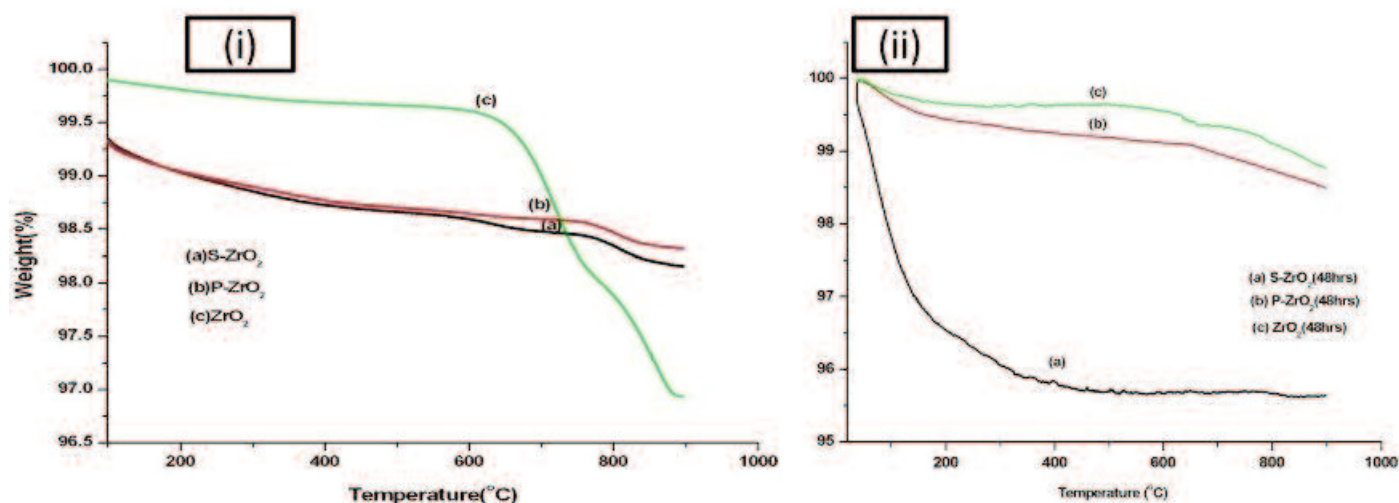 (i)
100.0
99.5
99.0
98.5
98.0
97.5
97.0
96.5
Weight(%)
(c)
(b)
(a)
(a)S-ZrO₂
(b)P-ZrO₂
(c)ZrO₂
200 400 600 800 1000
Temperature(°C)
(ii)
100
99
98
97
96
95
(c)
(b)
(a)
(a) S-ZrO₂(48hrs)
(b) P-ZrO₂(48hrs)
(c) ZrO₂(48hrs)
200 400 600 800 1000
Temperature (°C)